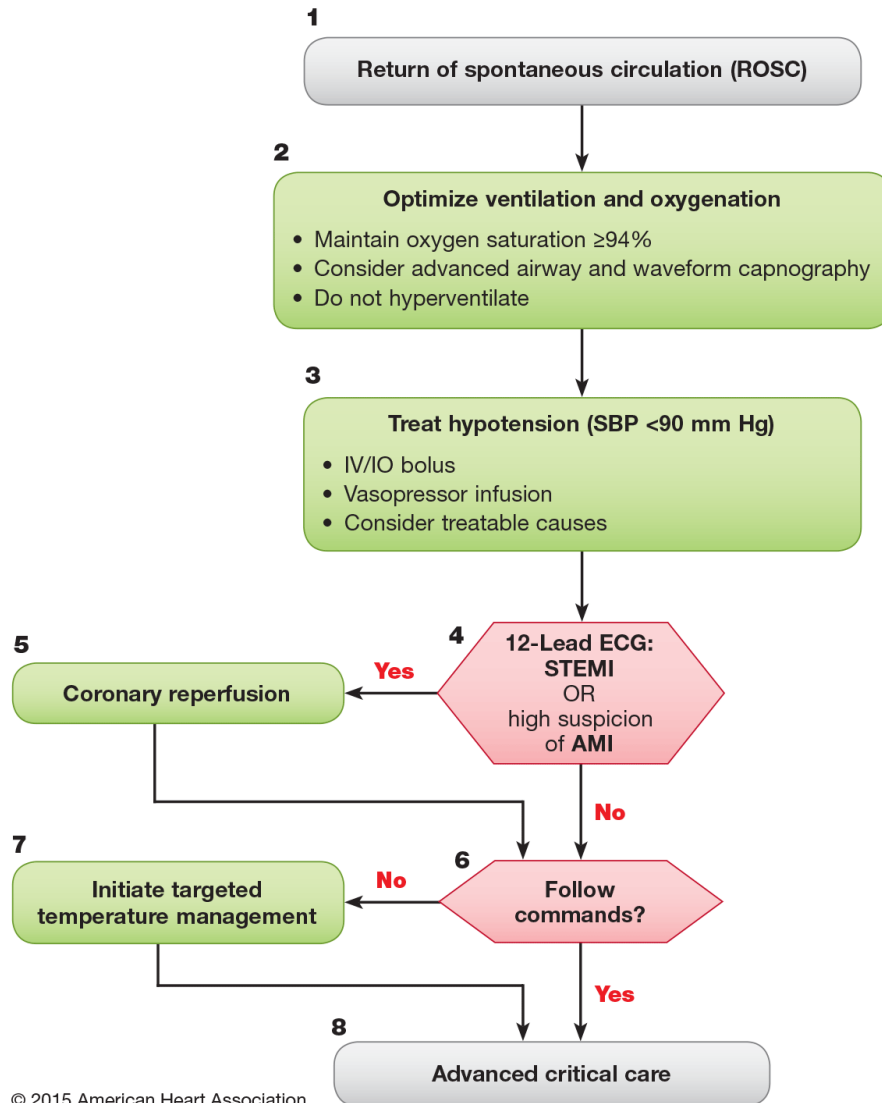 1
Return of spontaneous circulation (ROSC)
2
Optimize ventilation and oxygenation
• Maintain oxygen saturation ≥94%
• Consider advanced airway and waveform capnography
• Do not hyperventilate
3
Treat hypotension (SBP <90 mm Hg)
• IV/IO bolus
• Vasopressor infusion
• Consider treatable causes
4
12-Lead ECG:
STEMI
OR
high suspicion
of AMI
Yes
5
Coronary reperfusion
No
6
Follow
commands?
No
7
Initiate targeted
temperature management
Yes
8
Advanced critical care
© 2015 American Heart Association